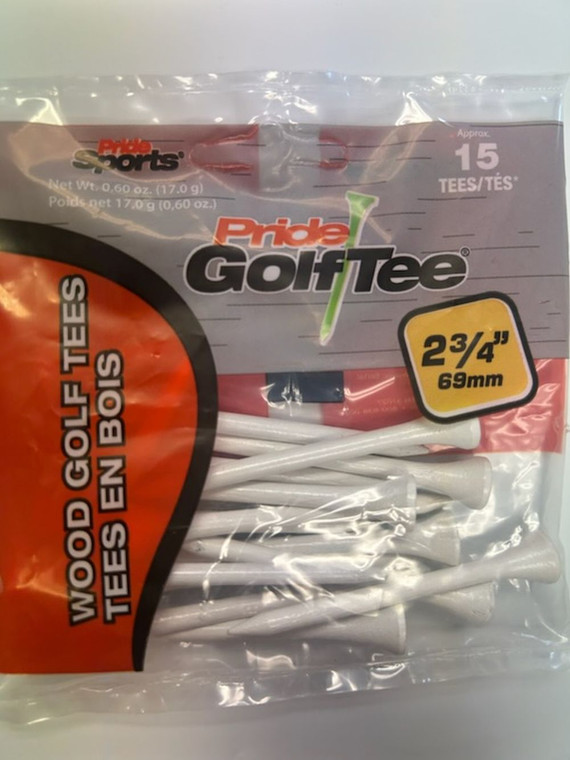 Pride
Sports®
Net Wt. 0,60 oz. (17.0 g)
Poids net 17.0 g (0,60 oz.)
Approx.
15
TEES/TÉS*
Pride
GolfTee®
2¾"
69mm
WOOD GOLF TEES
TEES EN BOIS